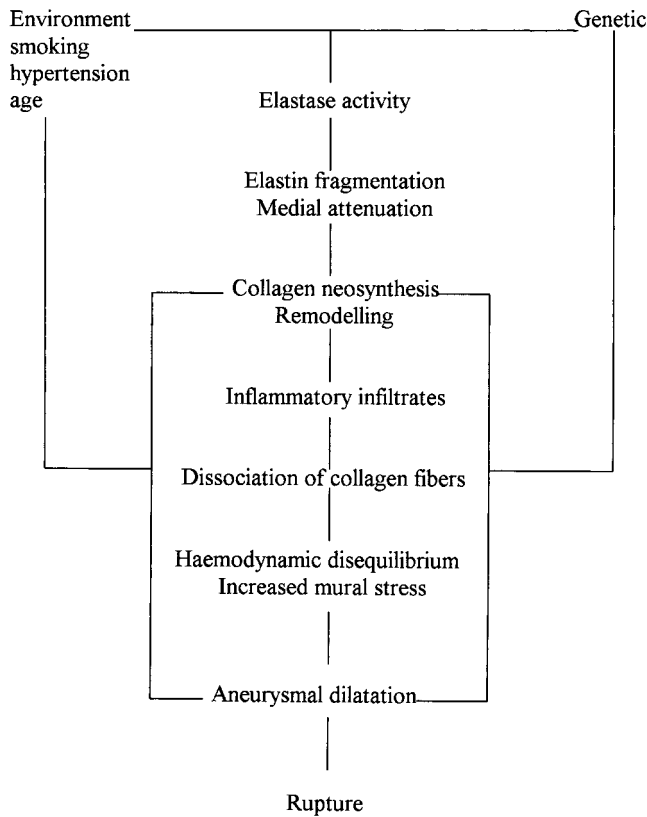 Environment
smoking
hypertension
age
Genetic
Elastase activity
Elastin fragmentation
Medial attenuation
Collagen neosynthesis
Remodelling
Inflammatory infiltrates
Dissociation of collagen fibers
Haemodynamic disequilibrium
Increased mural stress
Aneurysmal dilatation
Rupture